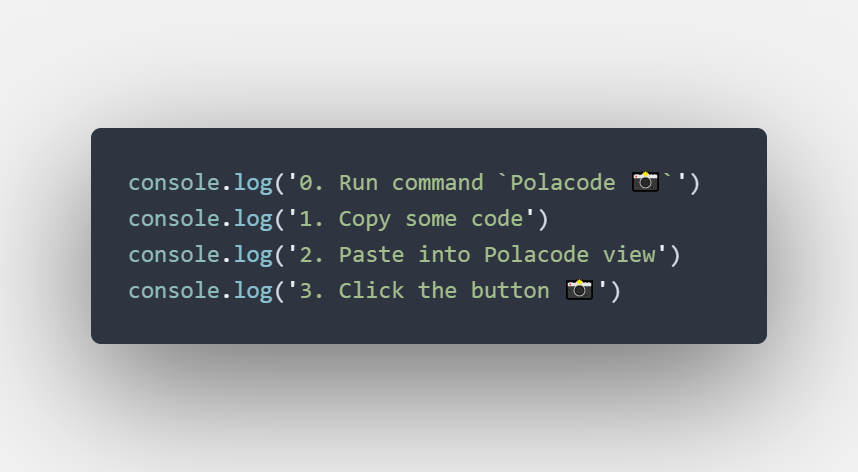 console.log('0. Run command `Polacode 📸`')
console.log('1. Copy some code')
console.log('2. Paste into Polacode view')
console.log('3. Click the button 📸')